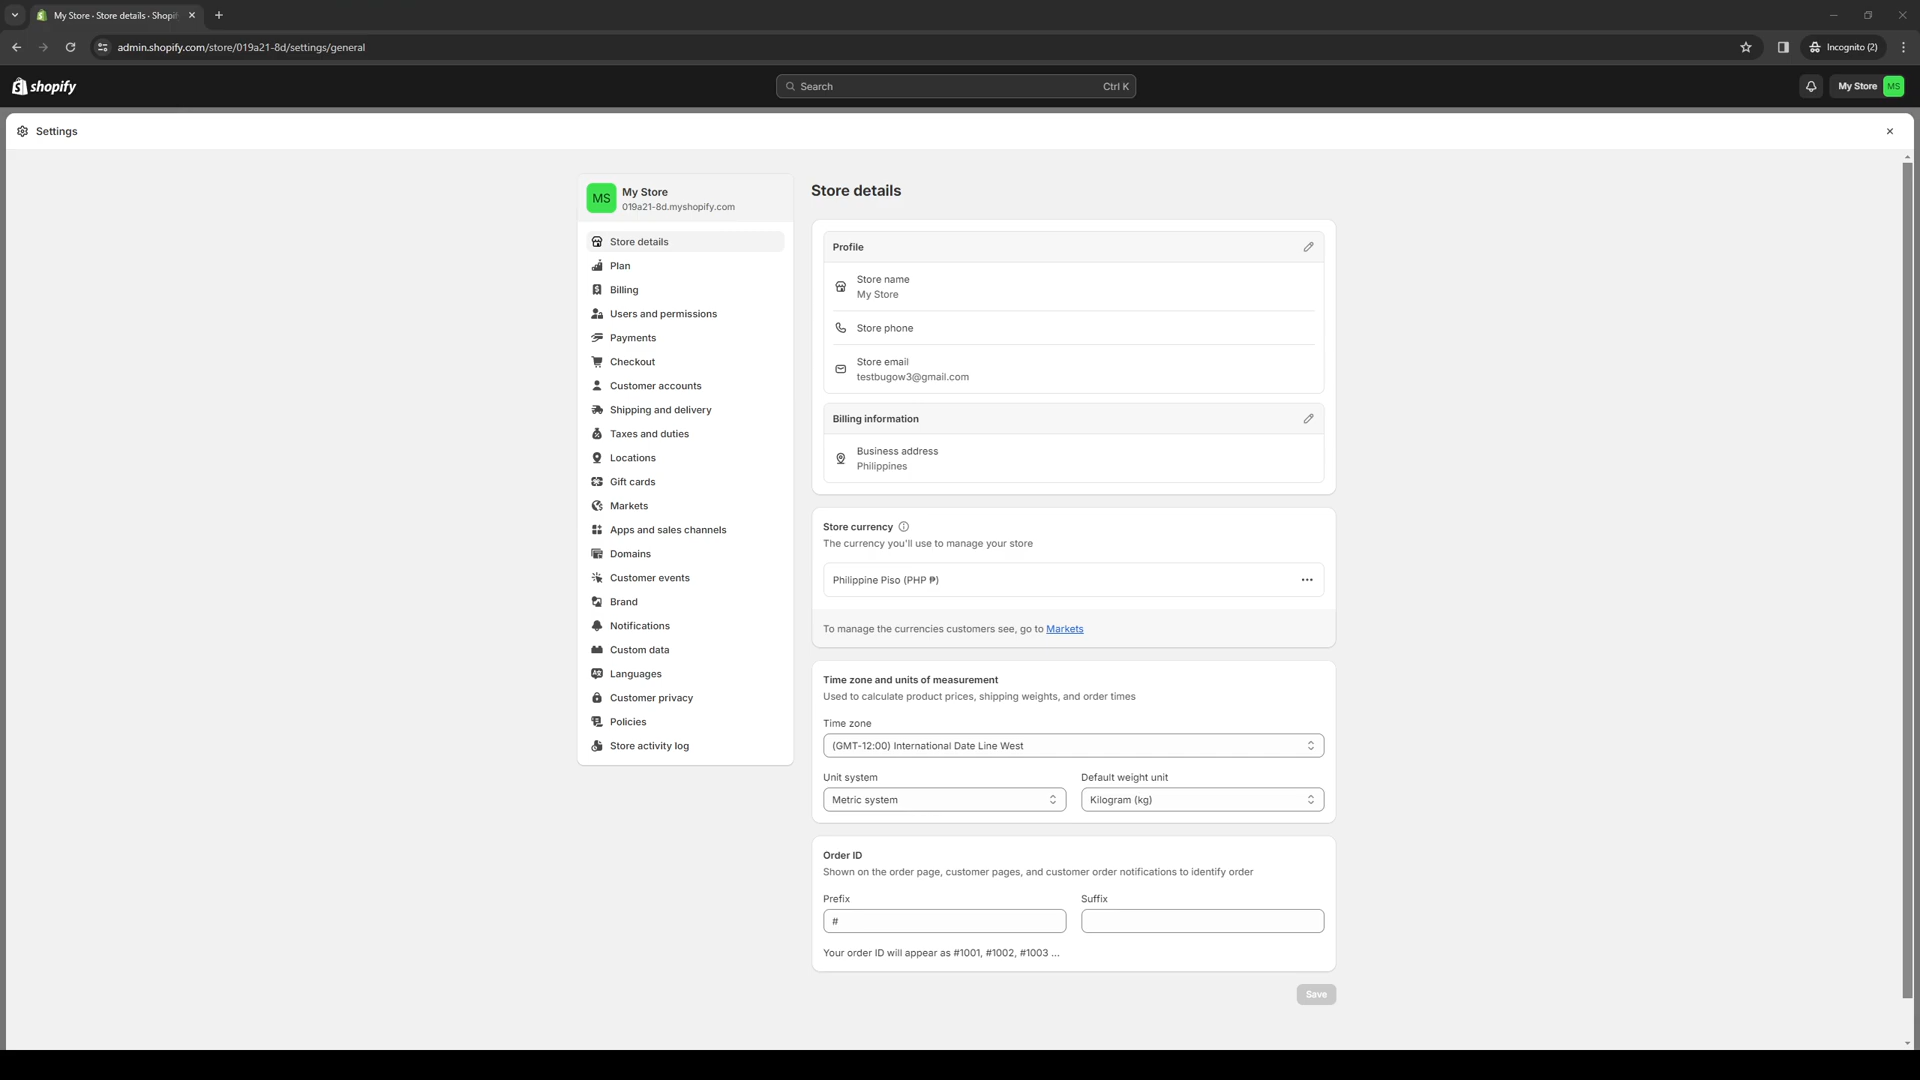 My Store · Store details · Shopi
admin.shopify.com/store/019a21-8d/settings/general
Incognito (2)
shopify
Search
Ctrl K
My Store
MS
Settings
MS
My Store
019a21-8d.myshopify.com
Store details
Plan
Billing
Users and permissions
Payments
Checkout
Customer accounts
Shipping and delivery
Taxes and duties
Locations
Gift cards
Markets
Apps and sales channels
Domains
Customer events
Brand
Notifications
Custom data
Languages
Customer privacy
Policies
Store activity log
Store details
Profile
Store name
My Store
Store phone
Store email
testbugow3@gmail.com
Billing information
Business address
Philippines
Store currency
The currency you'll use to manage your store
Philippine Piso (PHP ₱)
To manage the currencies customers see, go to Markets
Time zone and units of measurement
Used to calculate product prices, shipping weights, and order times
Time zone
(GMT-12:00) International Date Line West
Unit system
Default weight unit
Metric system
Kilogram (kg)
Order ID
Shown on the order page, customer pages, and customer order notifications to identify order
Prefix
Suffix
#
Your order ID will appear as #1001, #1002, #1003 ...
Save